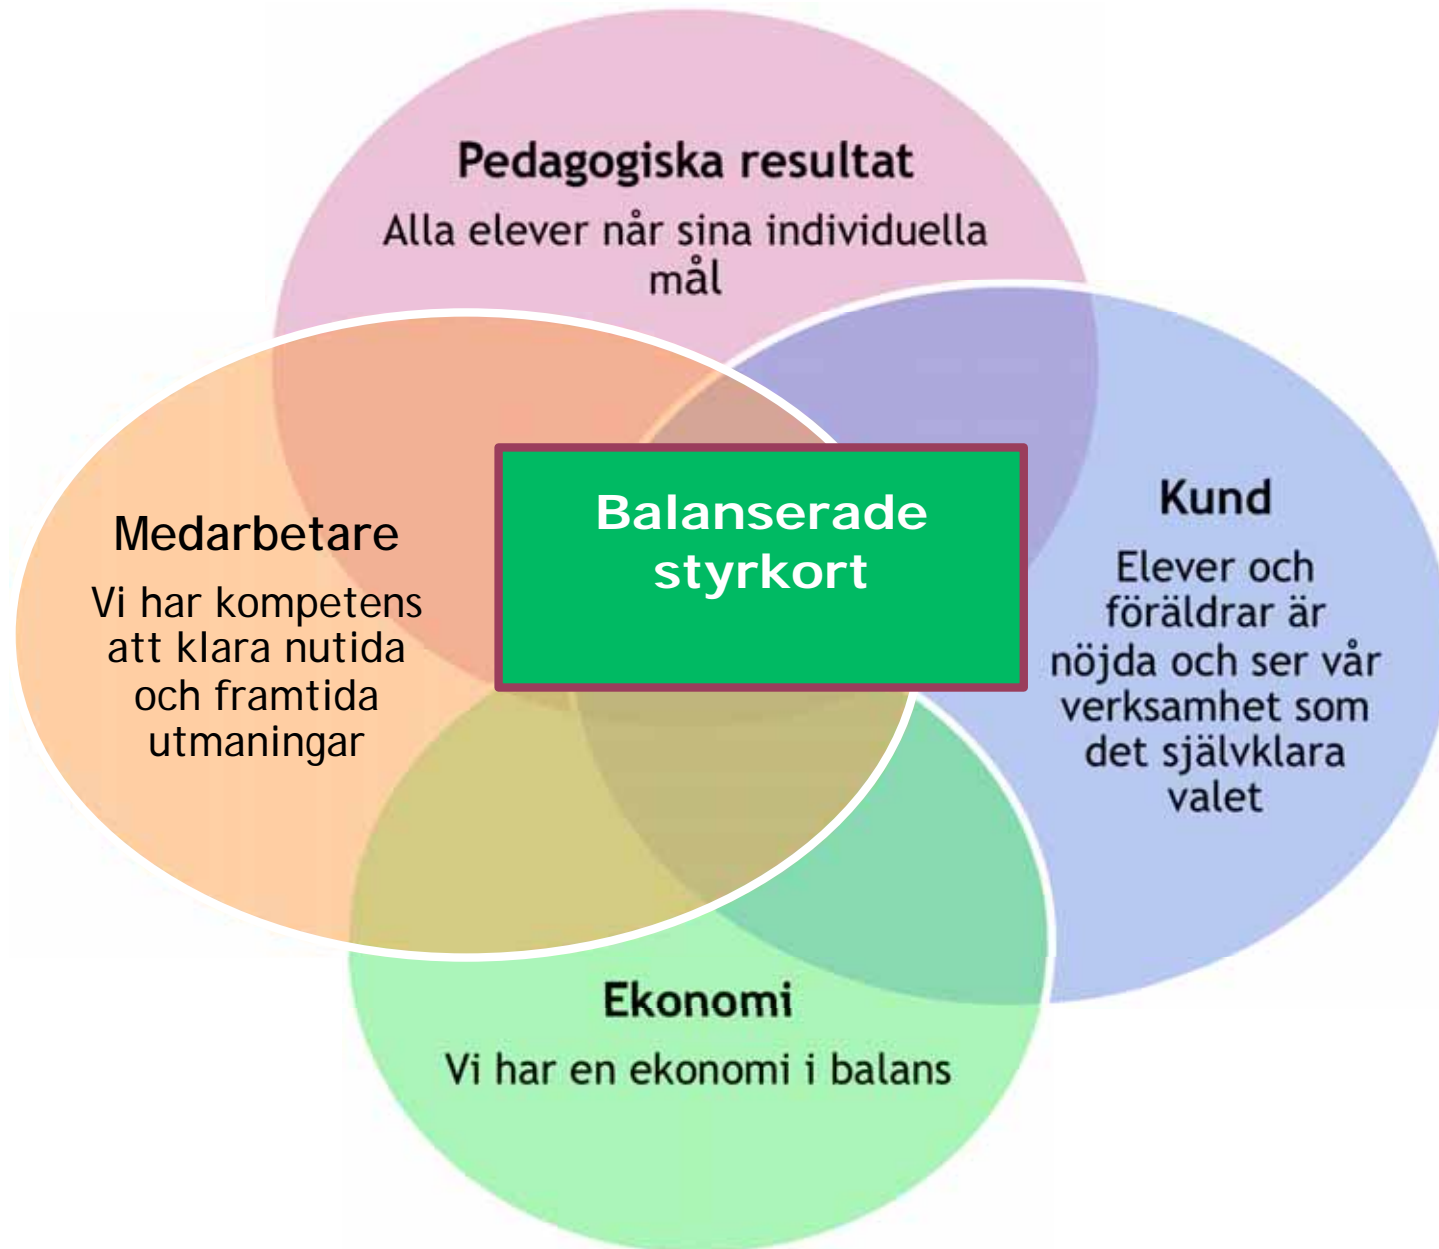 Pedagogiska resultat
Alla elever når sina individuella
mål
Balanserade
styrkort
Medarbetare
Vi har kompetens
att klara nutida
och framtida
utmaningar
Kund
Elever och
föräldrar är
nöjda och ser vår
verksamhet som
det självklara
valet
Ekonomi
Vi har en ekonomi i balans